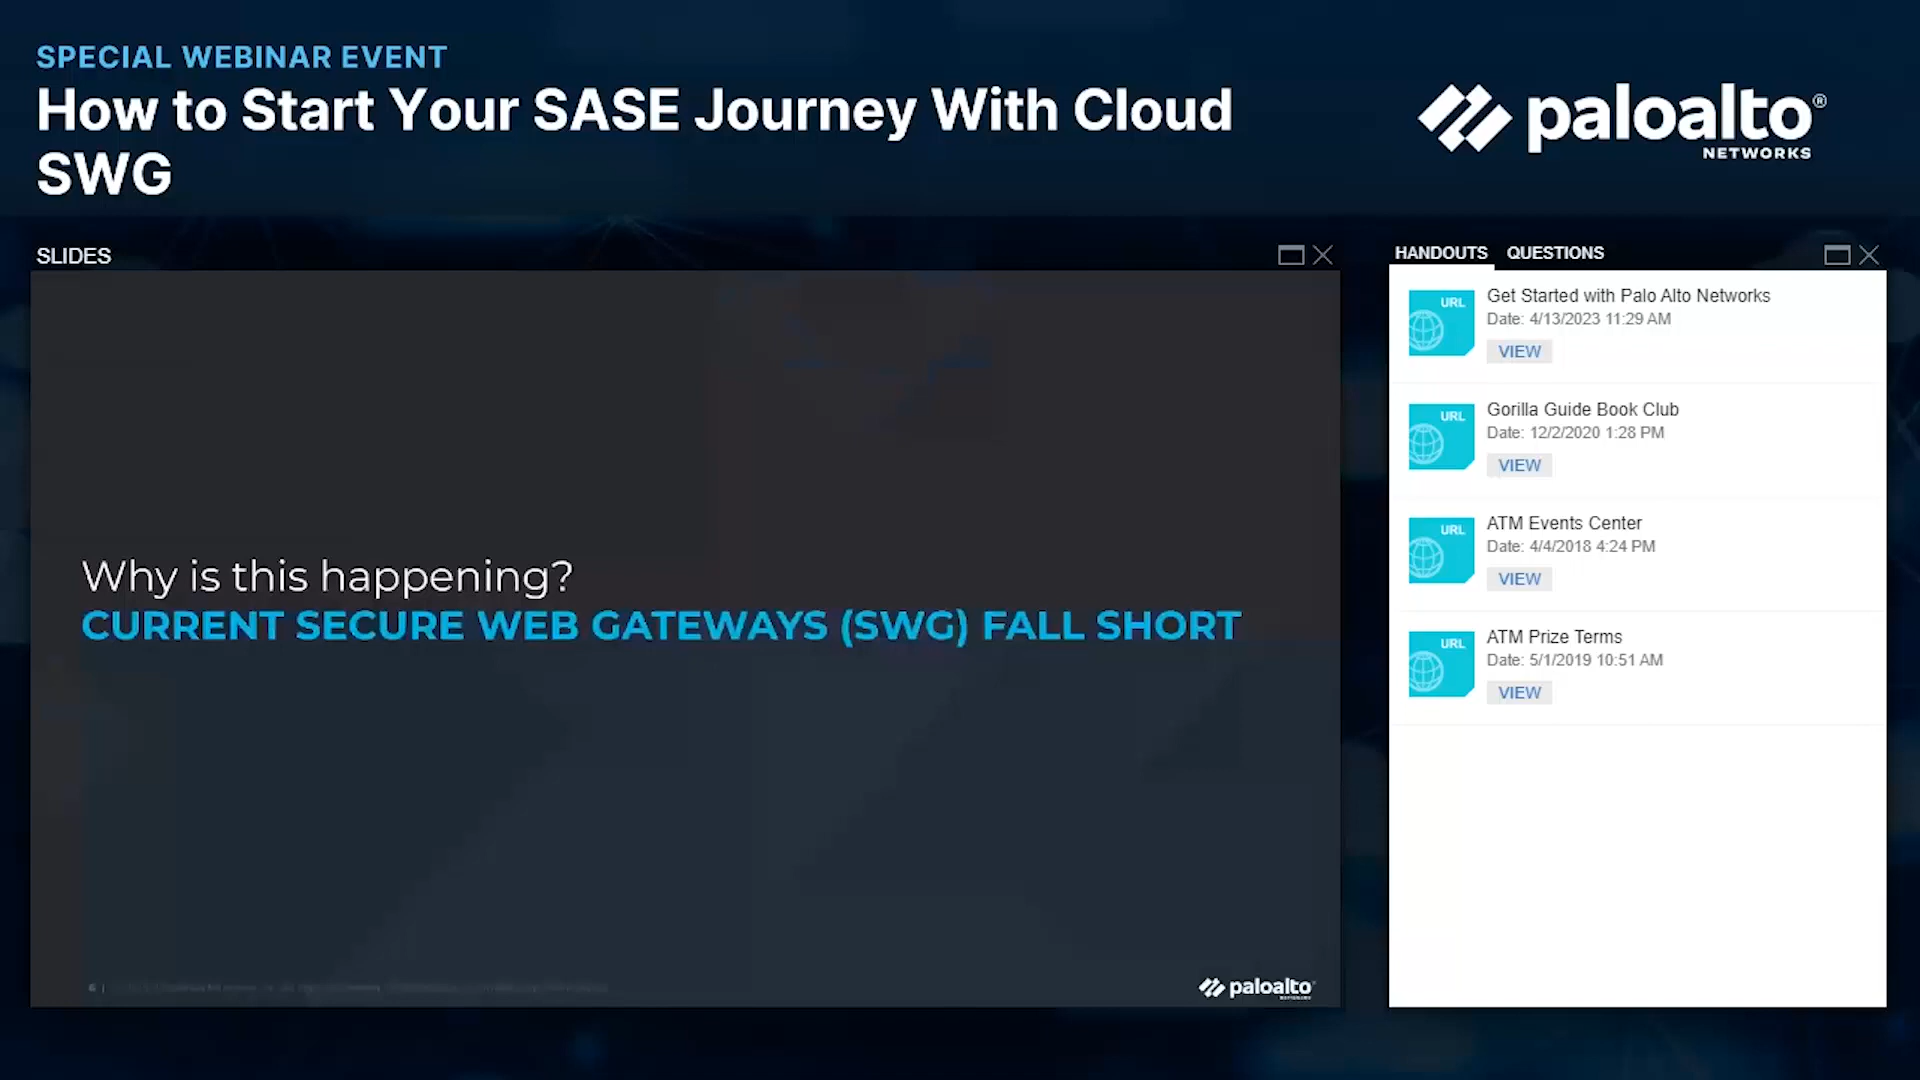 SPECIAL WEBINAR EVENT
How to Start Your SASE Journey With Cloud
SWG
paloalto®
NETWORKS
SLIDES
Why is this happening?
CURRENT SECURE WEB GATEWAYS (SWG) FALL SHORT
paloalto
HANDOUTS QUESTIONS
URL
Get Started with Palo Alto Networks
Date: 4/13/2023 11:29 AM
VIEW
URL
Gorilla Guide Book Club
Date: 12/2/2020 1:28 PM
VIEW
URL
ATM Events Center
Date: 4/4/2018 4:24 PM
VIEW
URL
ATM Prize Terms
Date: 5/1/2019 10:51 AM
VIEW